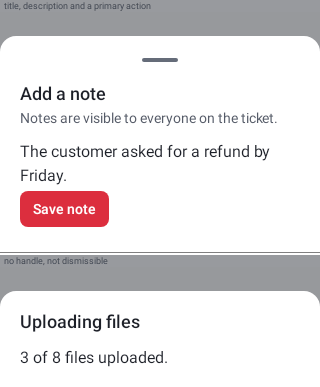 title, description and a primary action
Add a note
Notes are visible to everyone on the ticket.
The customer asked for a refund by
Friday.
Save note
no handle, not dismissible
Uploading files
3 of 8 files uploaded.